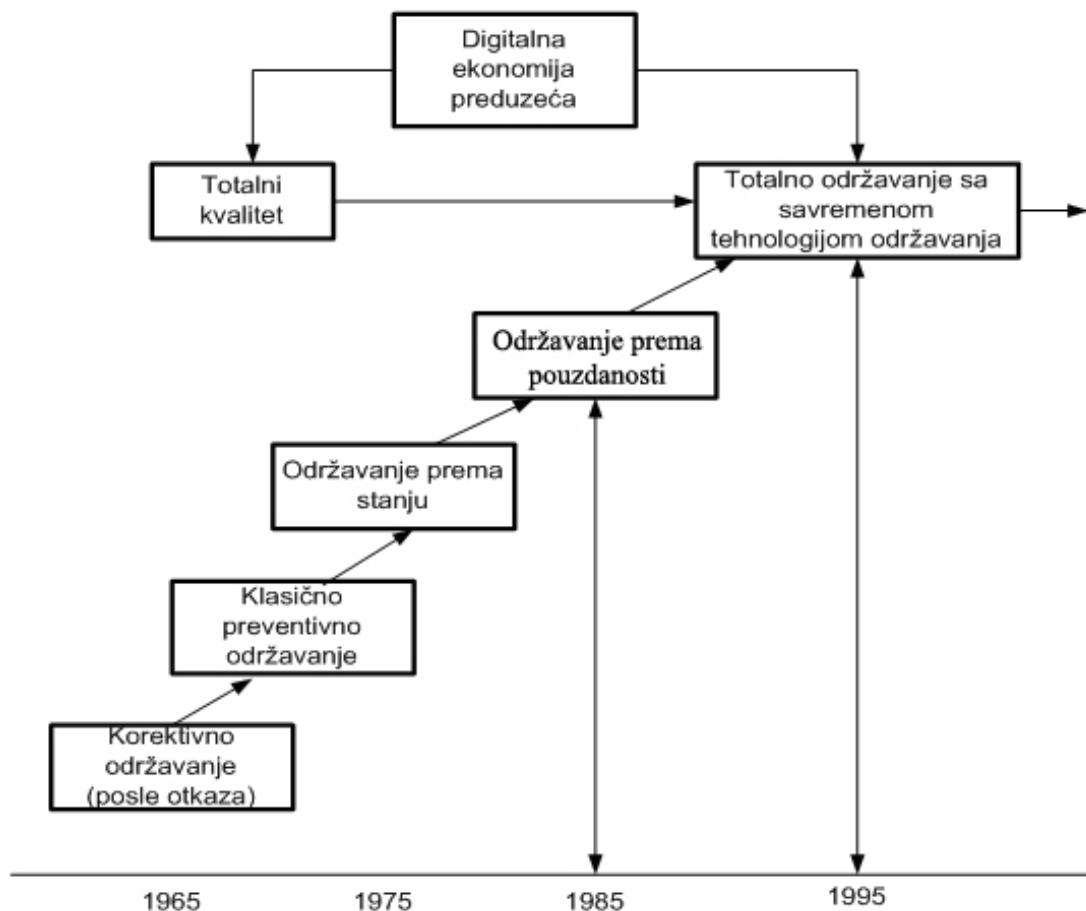 Digitalna
ekonomija
preduzeća
Totalni
kvalitet
Totalno održavanje sa
savremenom
tehnologijom održavanja
Održavanje prema
pouzdanosti
Održavanje prema
stanju
Klasično
preventivno
održavanje
Korektivno
održavanje
(posle otkaza)
1965 1975 1985 1995